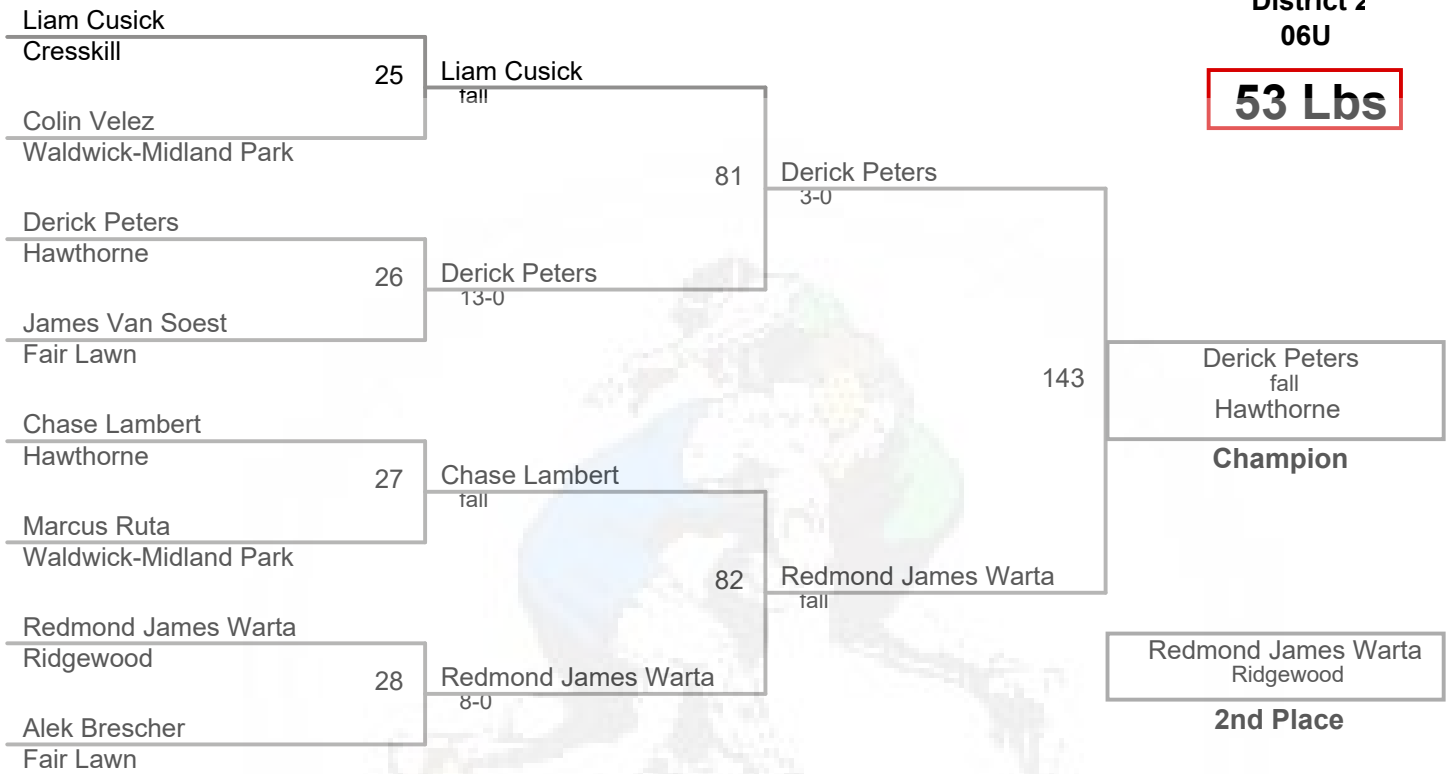 District 2
06U
53 Lbs
Liam Cusick
Cresskill
25
Liam Cusick
fall
Colin Velez
Waldwick-Midland Park
81
Derick Peters
3-0
Derick Peters
Hawthorne
26
Derick Peters
13-0
James Van Soest
Fair Lawn
143
Derick Peters
fall
Hawthorne
Champion
Chase Lambert
Hawthorne
27
Chase Lambert
fall
Marcus Ruta
Waldwick-Midland Park
82
Redmond James Warta
fall
Redmond James Warta
Ridgewood
28
Redmond James Warta
8-0
Alek Brescher
Fair Lawn
Redmond James Warta
Ridgewood
2nd Place